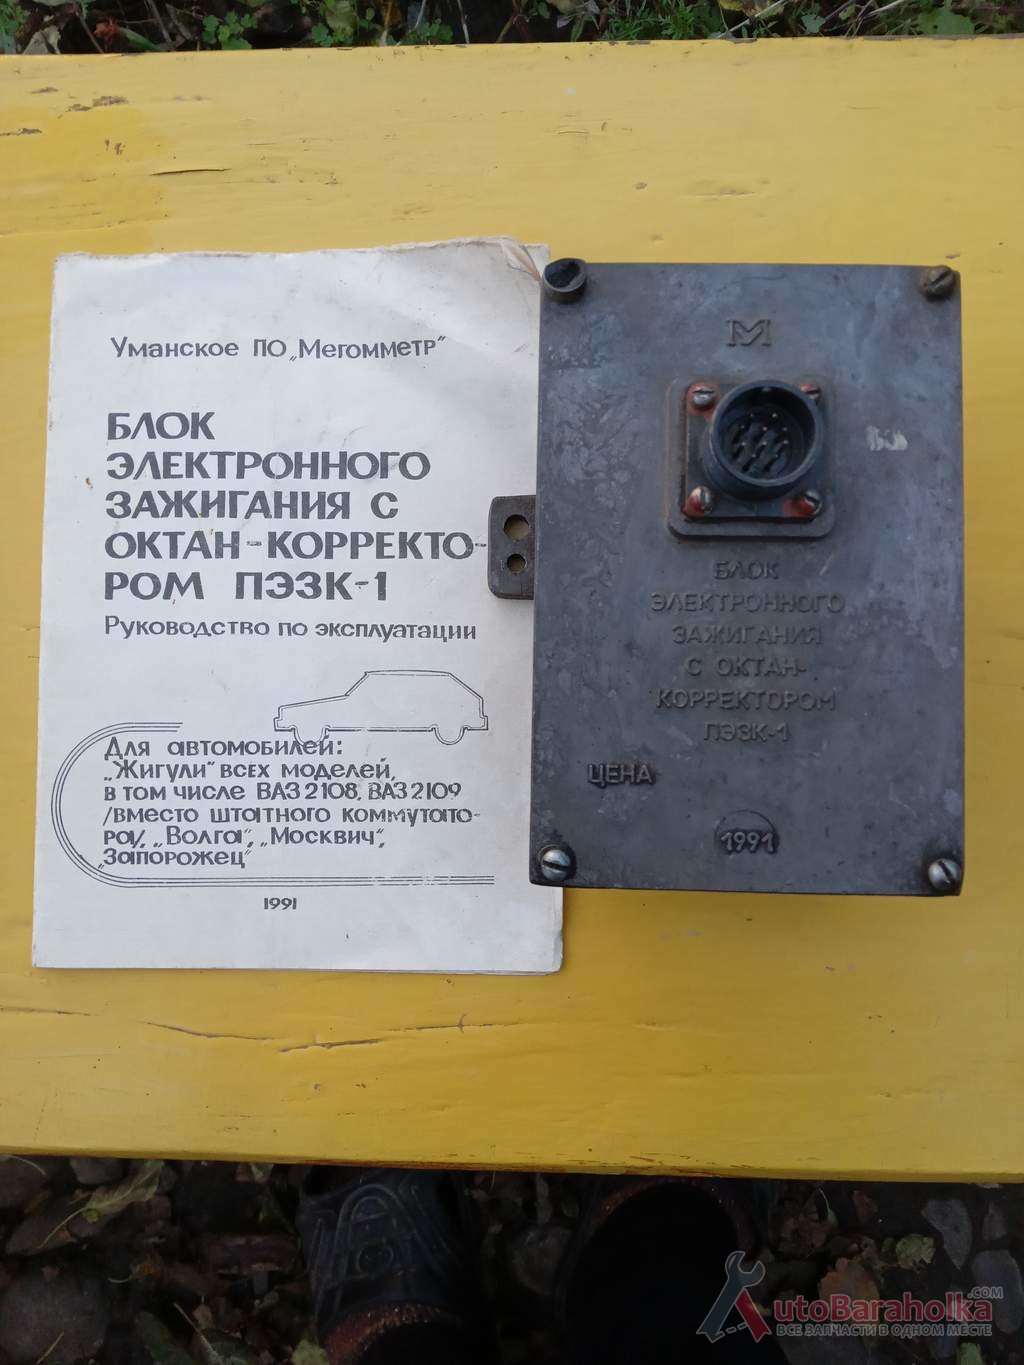 Уманское ПО „Мегомметр"
БЛОК
ЭЛЕКТРОННОГО
ЗАЖИГАНИЯ С
ОКТАН-КОРРЕКТО-
РОМ ПЭЗК-1
Руководство по эксплуатации
Для автомобилей:
„Жигули" всех моделей,
в том числе ВАЗ 2108, ВАЗ 2109
/вместо штатного коммутато-
ра/, „Волга", „Москвич",
„Запорожец"
1991
М
БЛОК
ЭЛЕКТРОННОГО
ЗАЖИГАНИЯ
С ОКТАН-
КОРРЕКТОРОМ
ПЭЗК-1
ЦЕНА
1991
AutoBaraholka.COM
ВСЕ ЗАПЧАСТИ В ОДНОМ МЕСТЕ